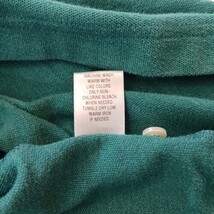 MACHINE WASH
WARM WITH
LIKE COLORS
ONLY NON
CHLORINE BLEACH
WHEN NEEDED
TUMBLE DRY LOW
WARM IRON
IF NEEDED